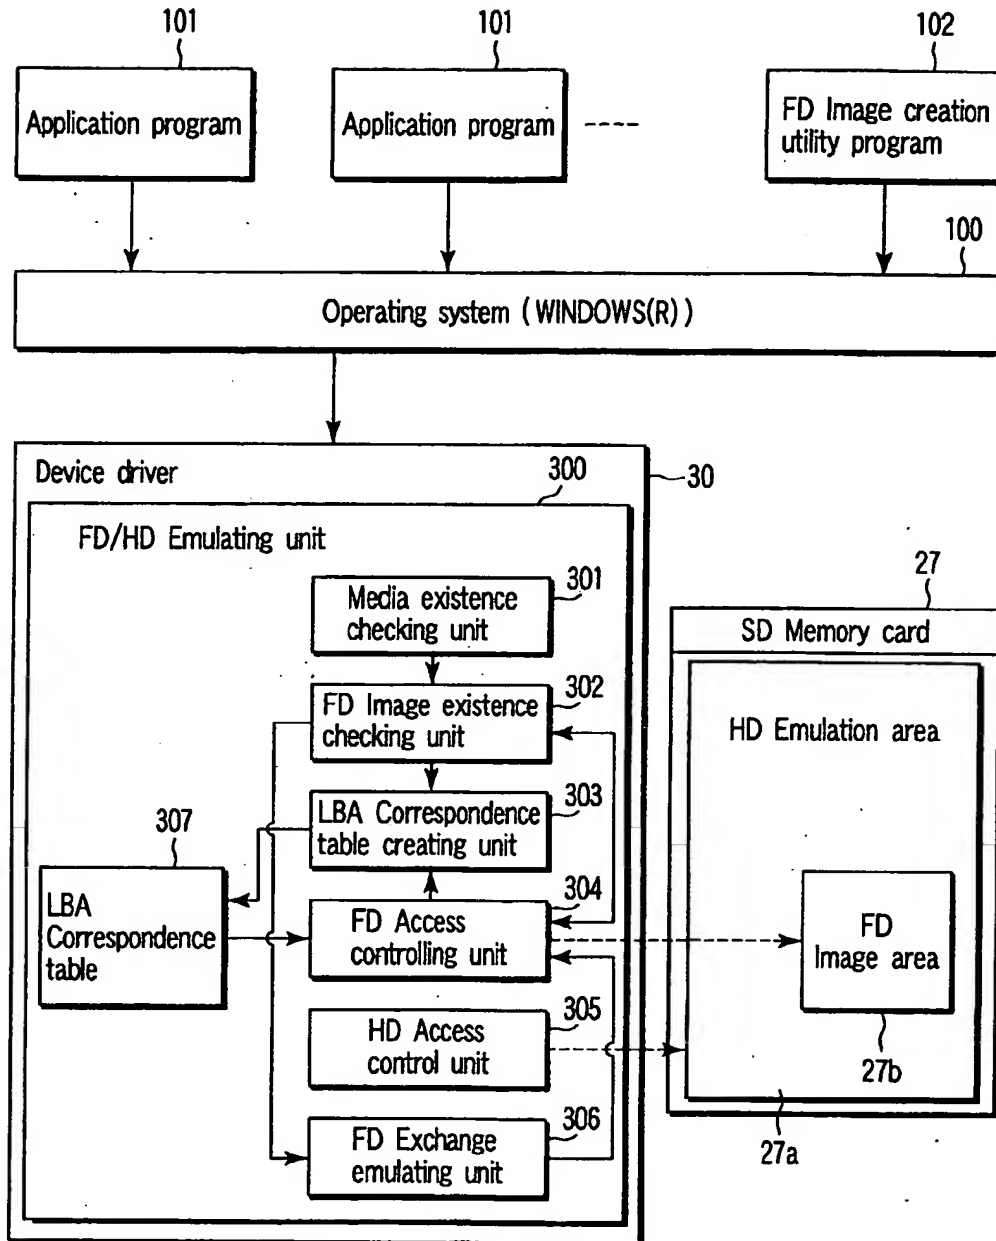 101
101
102
Application program
Application program
FD Image creation
utility program
100
Operating system (WINDOWS(R))
Device driver
30
300
FD/HD Emulating unit
301
Media existence
checking unit
302
FD Image existence
checking unit
303
LBA Correspondence
table creating unit
307
LBA
Correspondence
table
304
FD Access
controlling unit
305
HD Access
control unit
306
FD Exchange
emulating unit
27
SD Memory card
HD Emulation area
FD
Image area
27b
27a